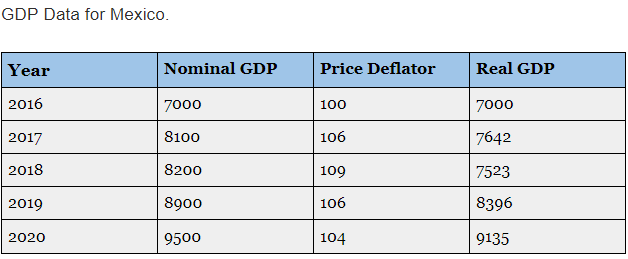 GDP Data for Mexico.
Year Nominal GDP Price Deflator Real GDP
2016 7000 100 7000
2017 8100 106 7642
2018 8200 109 7523
2019 8900 106 8396
2020 9500 104 9135